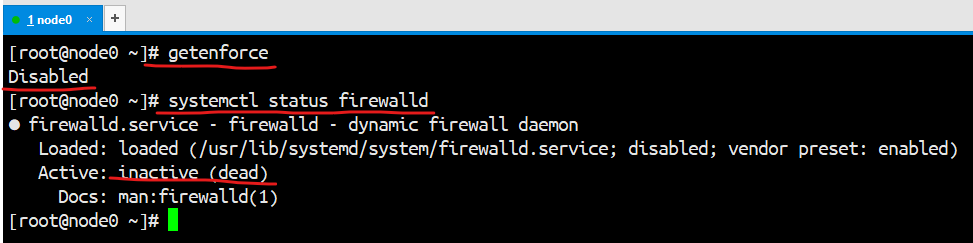 1 node0 × +
[root@node0 ~]# getenforce
Disabled
[root@node0 ~]# systemctl status firewalld
● firewalld.service - firewalld - dynamic firewall daemon
   Loaded: loaded (/usr/lib/systemd/system/firewalld.service; disabled; vendor preset: enabled)
   Active: inactive (dead)
     Docs: man:firewalld(1)
[root@node0 ~]#